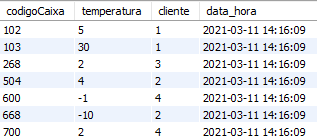 codigoCaixa temperatura cliente data_hora
102 5 1 2021-03-11 14:16:09
103 30 1 2021-03-11 14:16:09
268 2 3 2021-03-11 14:16:09
504 4 2 2021-03-11 14:16:09
600 -1 4 2021-03-11 14:16:09
668 -10 2 2021-03-11 14:16:09
700 2 4 2021-03-11 14:16:09